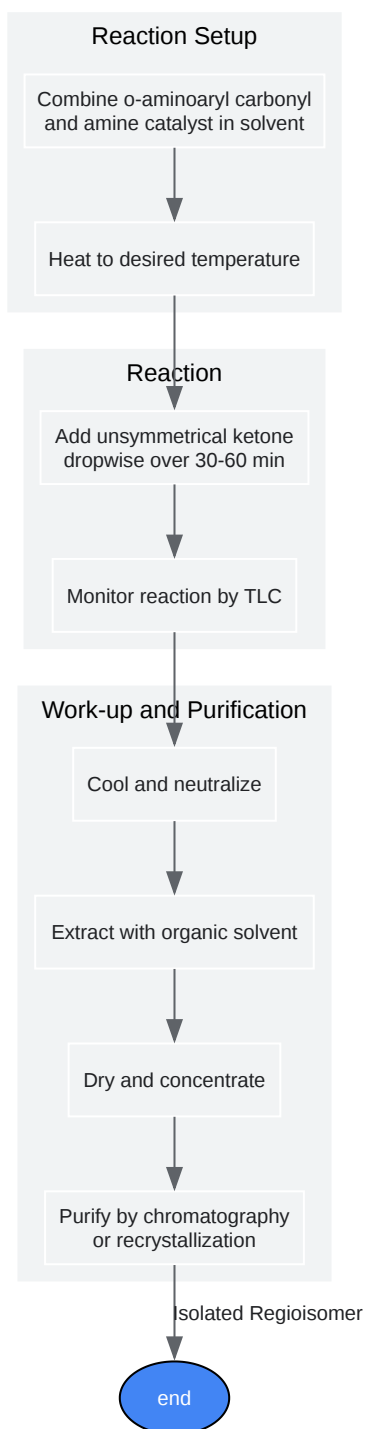 Reaction Setup
Combine o-aminoaryl carbonyl
and amine catalyst in solvent
Heat to desired temperature
Reaction
Add unsymmetrical ketone
dropwise over 30-60 min
Monitor reaction by TLC
Work-up and Purification
Cool and neutralize
Extract with organic solvent
Dry and concentrate
Purify by chromatography
or recrystallization
Isolated Regioisomer
end